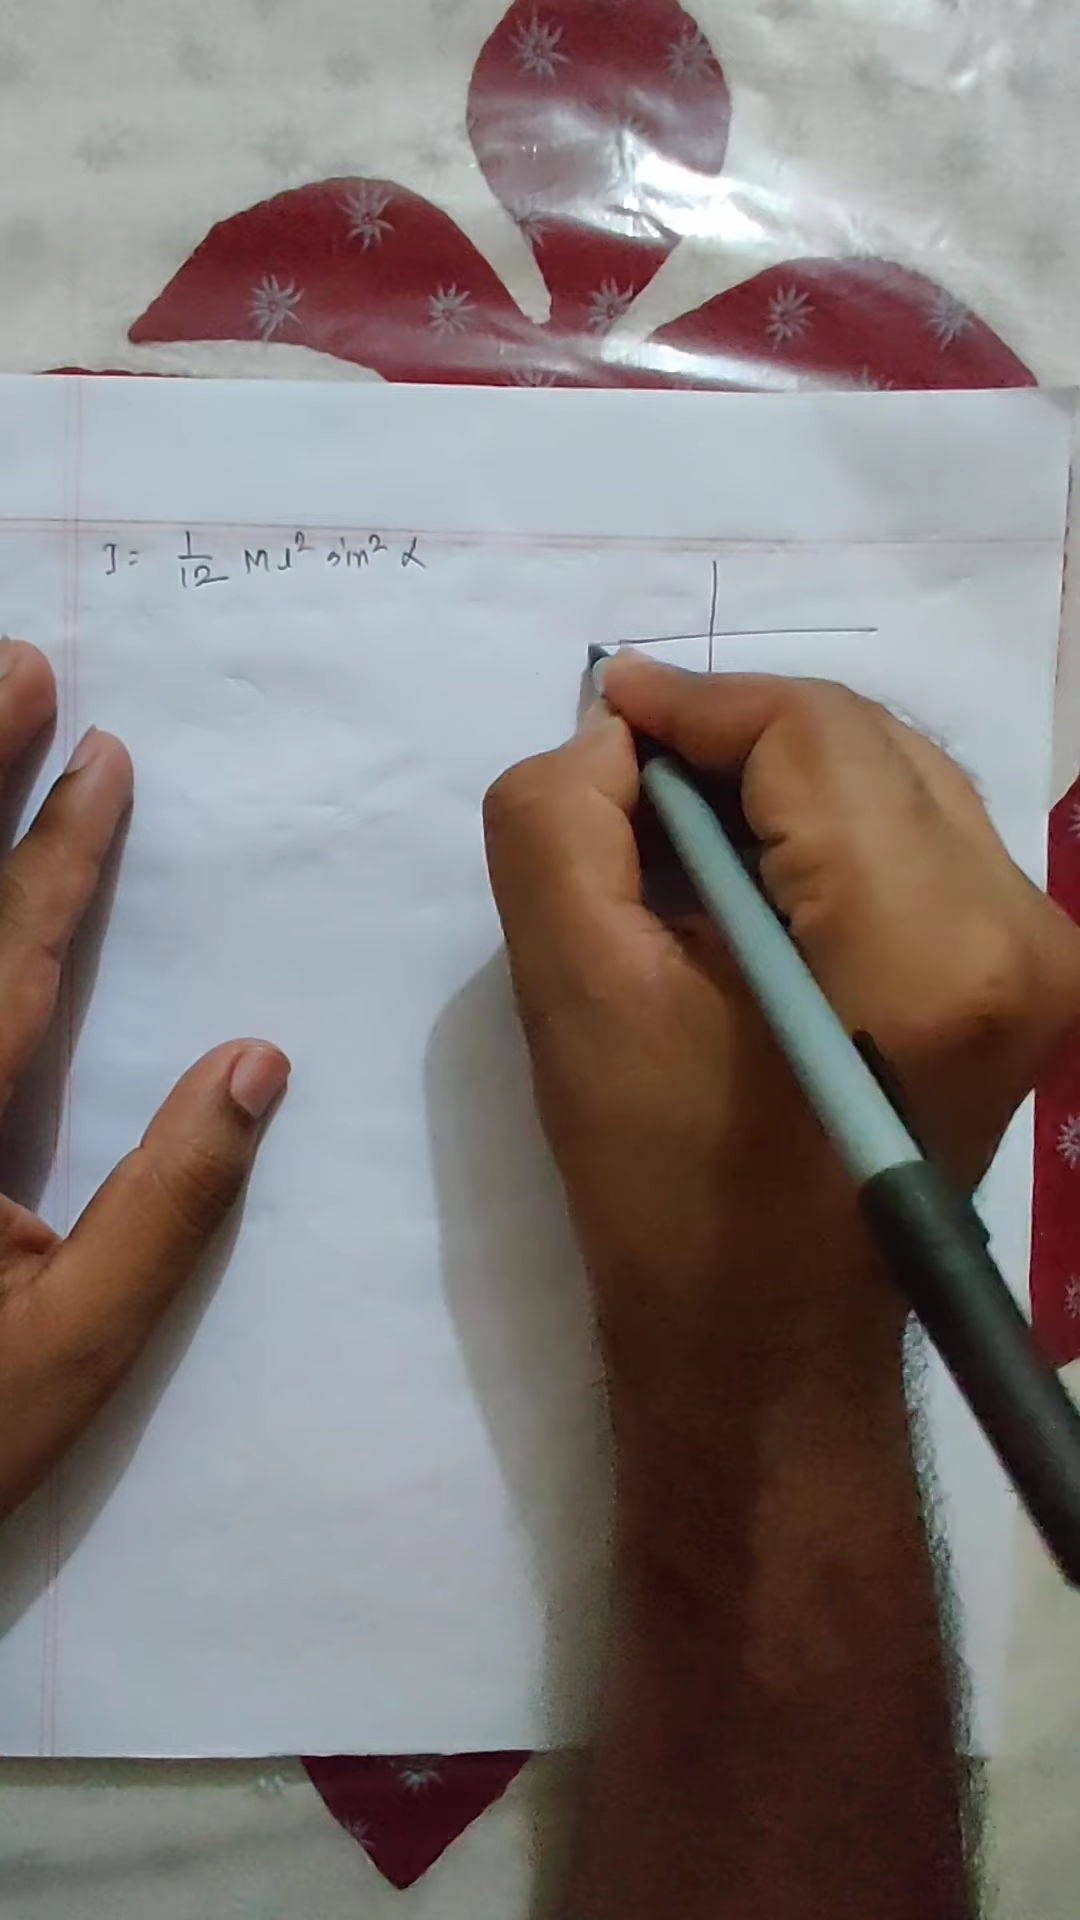 I = 1/12 Ml² sin² α